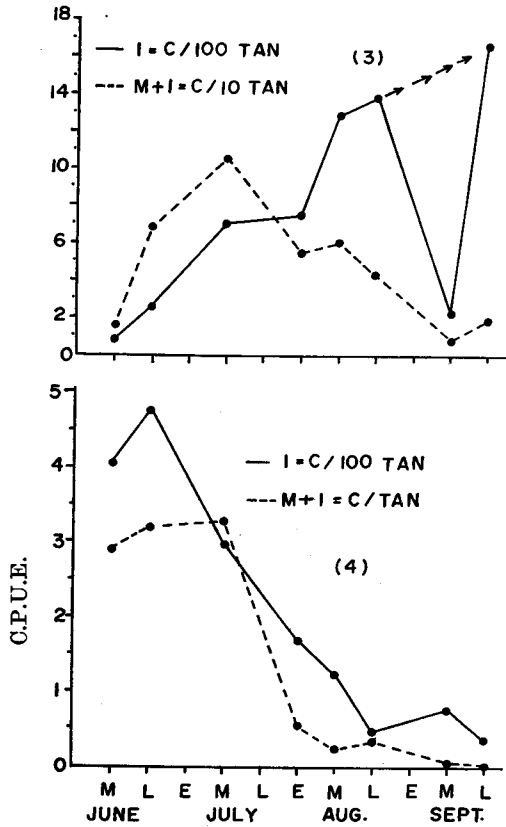 18
14
10
6
2
0
I = C/100 TAN
M+I = C/10 TAN
(3)
C.P.U.E.
5
4
3
2
1
0
I = C/100 TAN
M+I = C/TAN
(4)
M L E M L E M L E M L
JUNE JULY AUG. SEPT.